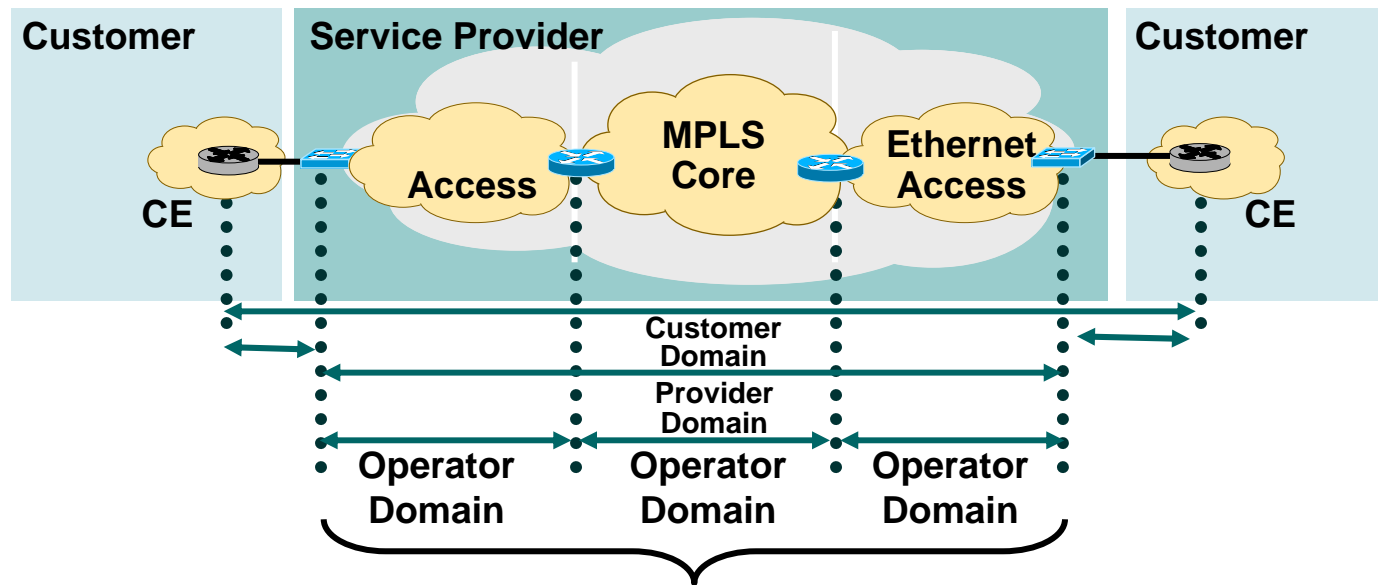 Customer
Service Provider
Customer
MPLS
Core
Access
Ethernet
Access
CE
CE
Customer
Domain
Provider
Domain
Operator
Domain
Operator
Domain
Operator
Domain